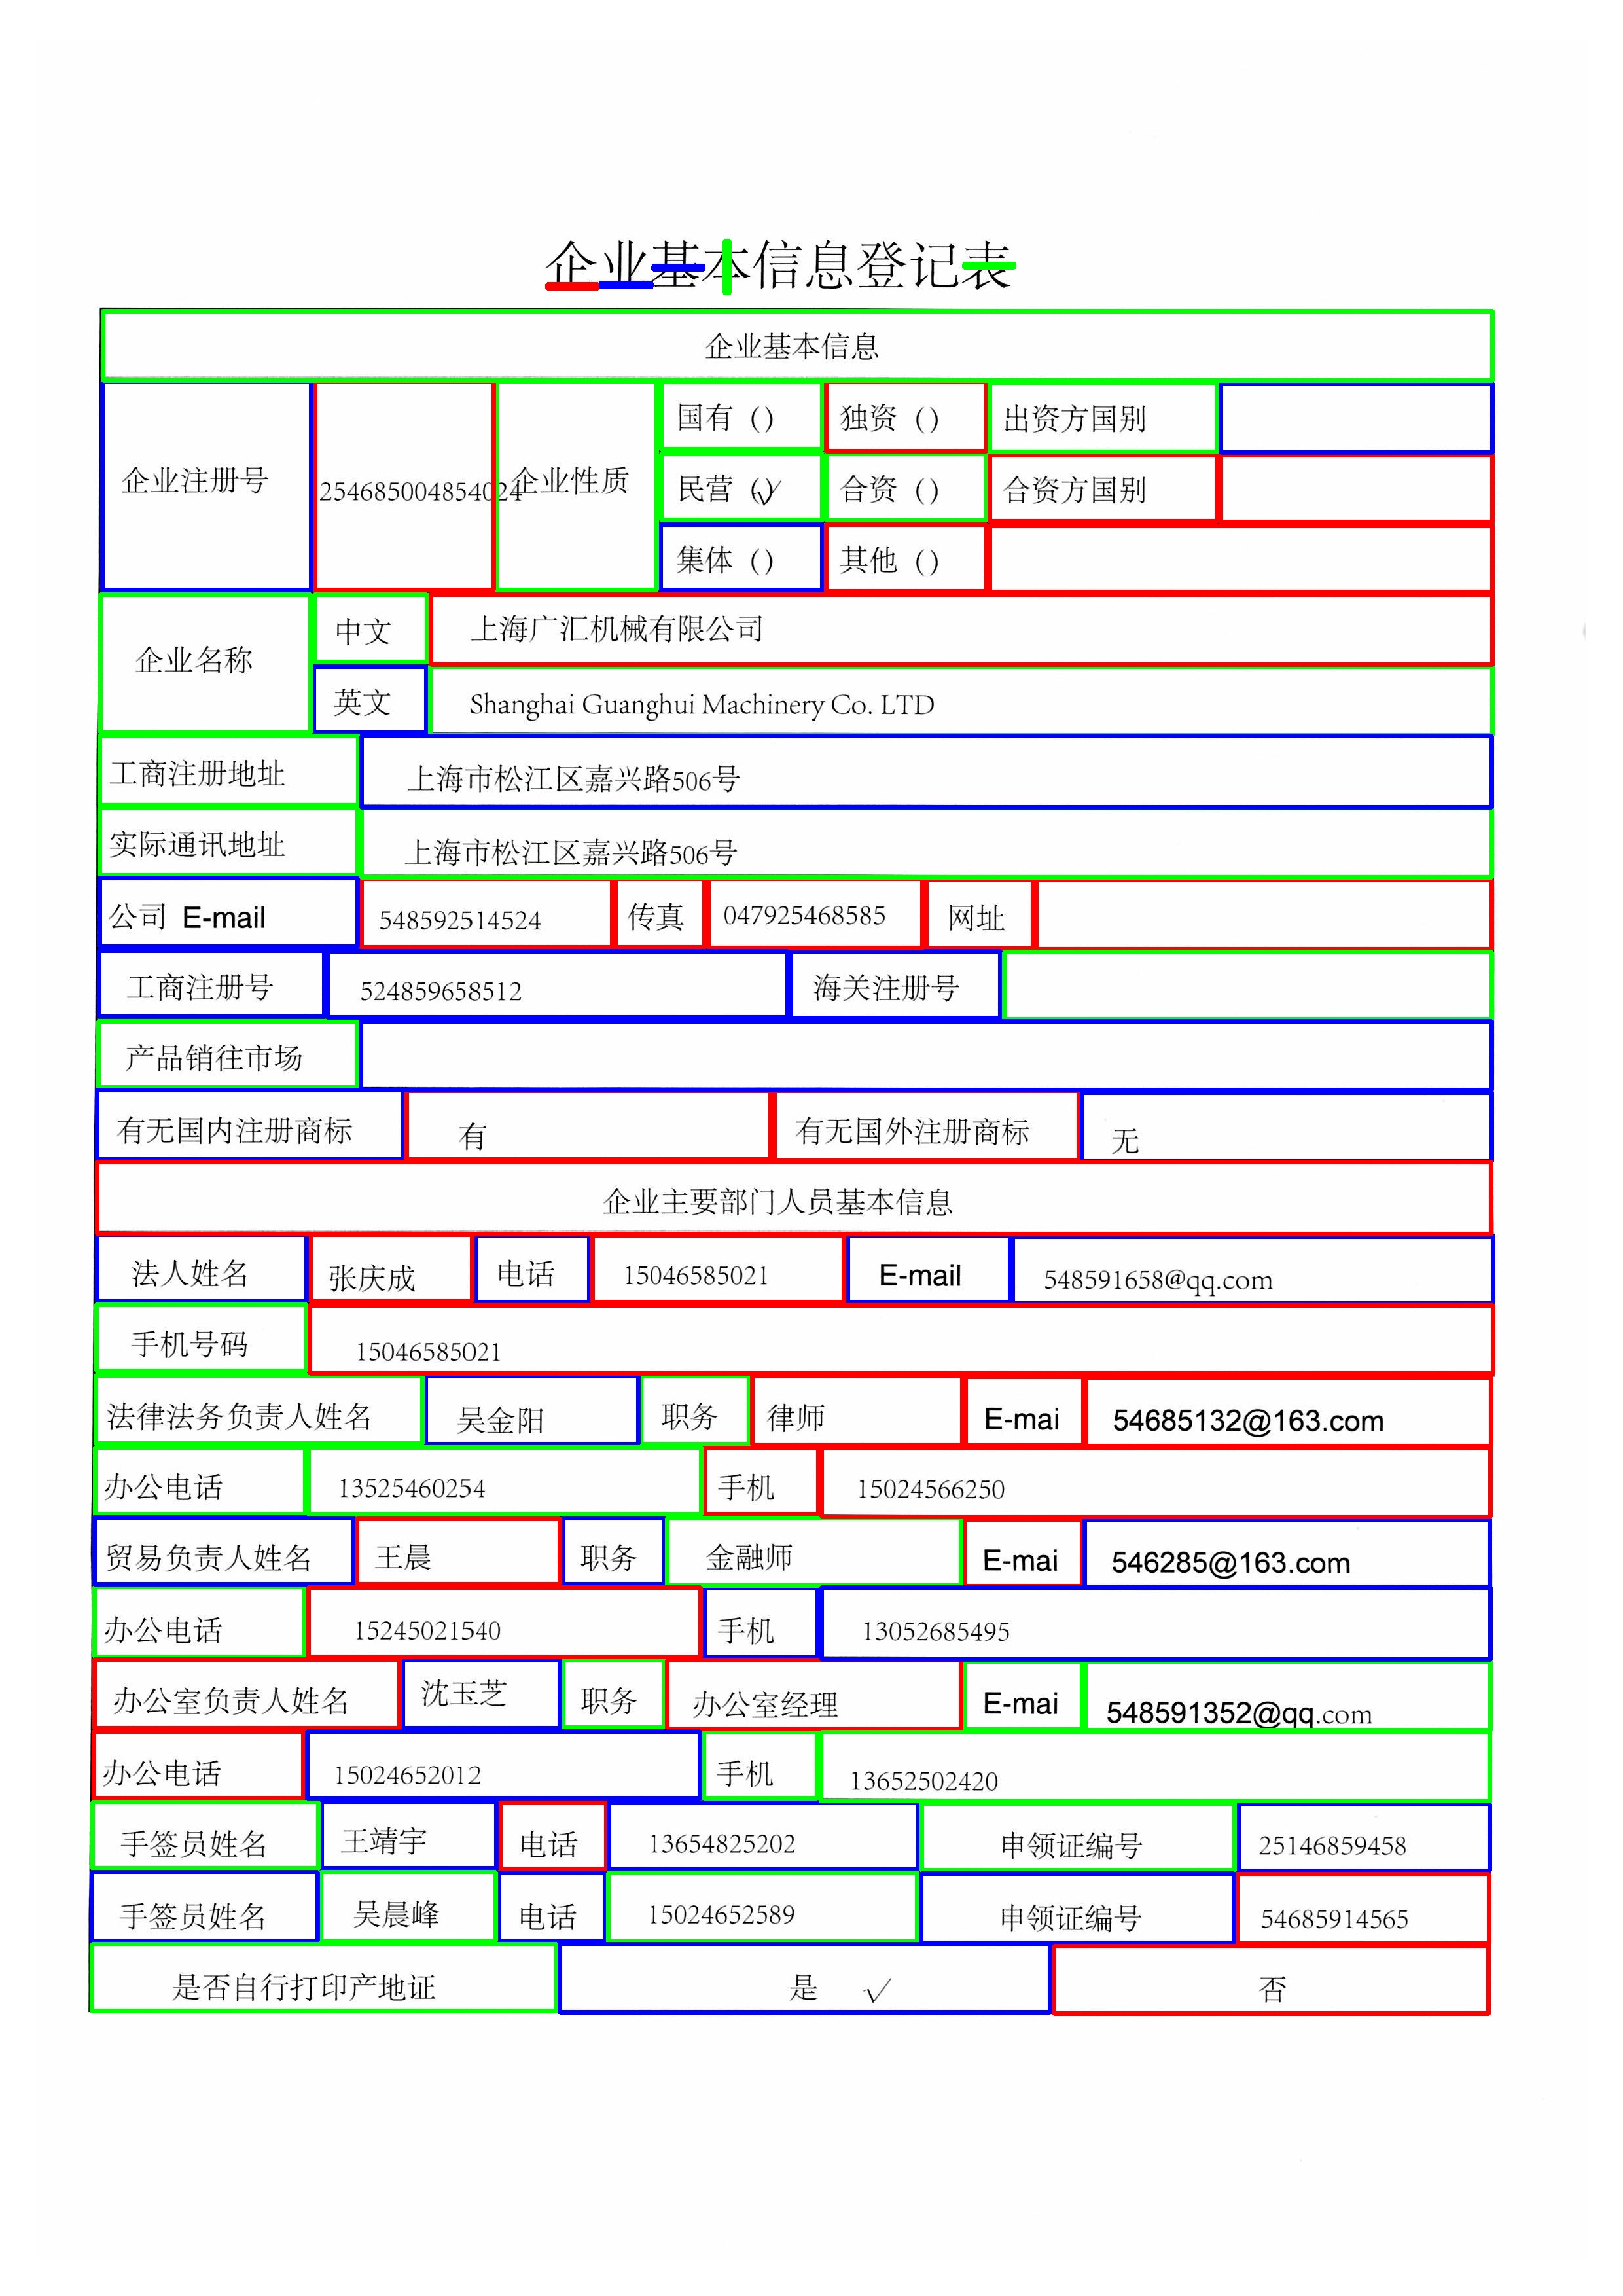 企业基本信息登记表
企业基本信息
企业注册号 254685004854024 企业性质 国有 () 独资 () 出资方国别
民营 (√) 合资 () 合资方国别
集体 () 其他 ()
企业名称 中文 上海广汇机械有限公司
英文 Shanghai Guanghui Machinery Co. LTD
工商注册地址 上海市松江区嘉兴路506号
实际通讯地址 上海市松江区嘉兴路506号
公司 E-mail 548592514524 传真 047925468585 网址
工商注册号 524859658512 海关注册号
产品销往市场
有无国内注册商标 有 有无国外注册商标 无
企业主要部门人员基本信息
法人姓名 张庆成 电话 15046585021 E-mail 548591658@qq.com
手机号码 15046585021
法律法务负责人姓名 吴金阳 职务 律师 E-mai 54685132@163.com
办公电话 13525460254 手机 15024566250
贸易负责人姓名 王晨 职务 金融师 E-mai 546285@163.com
办公电话 15245021540 手机 13052685495
办公室负责人姓名 沈玉芝 职务 办公室经理 E-mai 548591352@qq.com
办公电话 15024652012 手机 13652502420
手签员姓名 王靖宇 电话 13654825202 申领证编号 25146859458
手签员姓名 吴晨峰 电话 15024652589 申领证编号 54685914565
是否自行打印产地证 是 √ 否